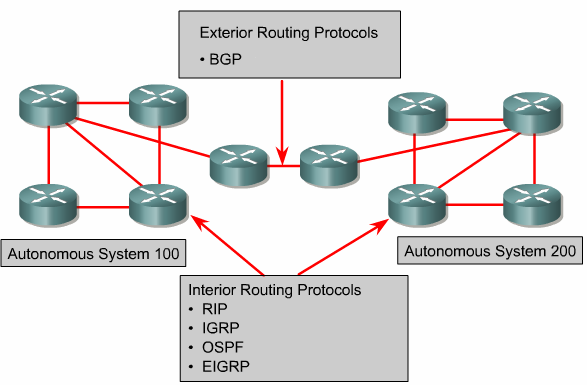 Exterior Routing Protocols
• BGP
Autonomous System 100
Autonomous System 200
Interior Routing Protocols
• RIP
• IGRP
• OSPF
• EIGRP